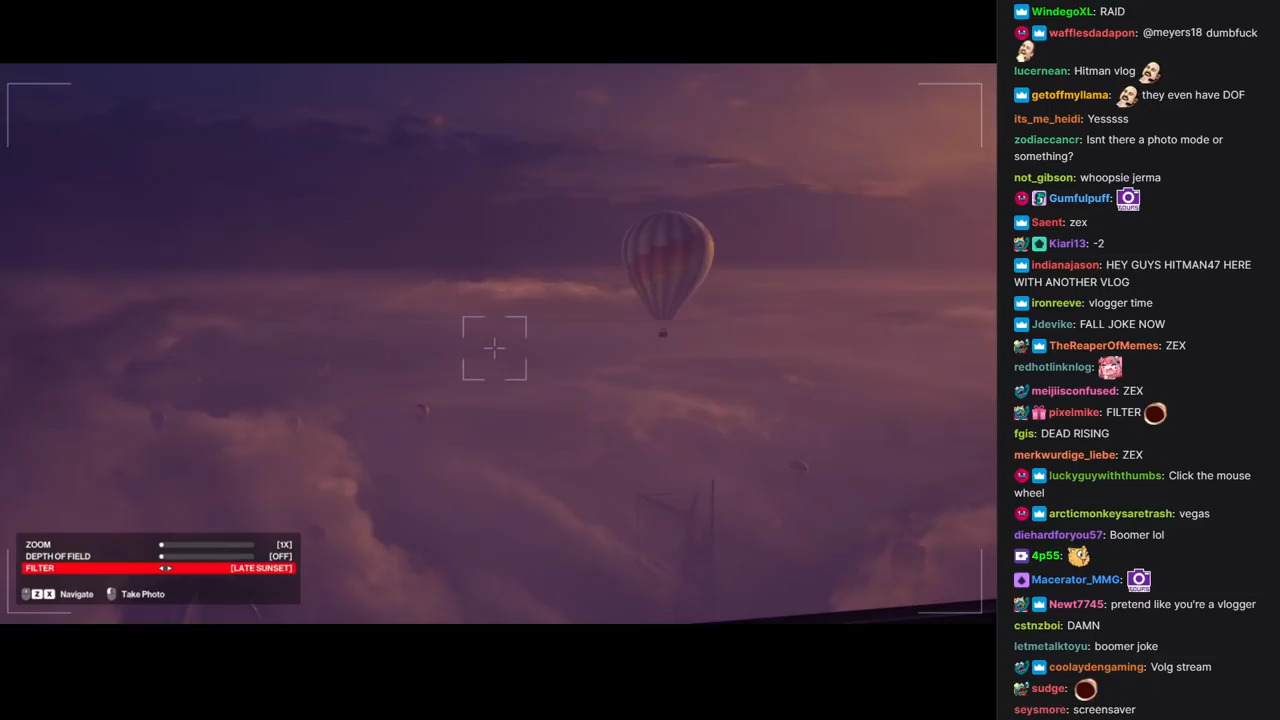 ZOOM [1X]
DEPTH OF FIELD [OFF]
FILTER [LATE SUNSET]
Z X Navigate Take Photo
WindegoXL: RAID
wafflesdadapon: @meyers18 dumbfuck
lucernean: Hitman vlog
getoffmyllama: they even have DOF
its_me_heidi: Yesssss
zodiaccancr: Isnt there a photo mode or
something?
not_gibson: whoopsie jerma
Gumfulpuff:
Saent: zex
Kiari13: -2
indianajason: HEY GUYS HITMAN47 HERE
WITH ANOTHER VLOG
ironreeve: vlogger time
Jdevike: FALL JOKE NOW
TheReaperOfMemes: ZEX
redhotlinknlog:
meijiisconfused: ZEX
pixelmike: FILTER
fgis: DEAD RISING
merkwurdige_liebe: ZEX
luckyguywiththumbs: Click the mouse
wheel
arcticmonkeysaretrash: vegas
diehardforyou57: Boomer lol
4p55:
Macerator_MMG:
Newt7745: pretend like you're a vlogger
cstnzboi: DAMN
letmetalktoyu: boomer joke
coolaydengaming: Volg stream
sudge:
seysmore: screensaver